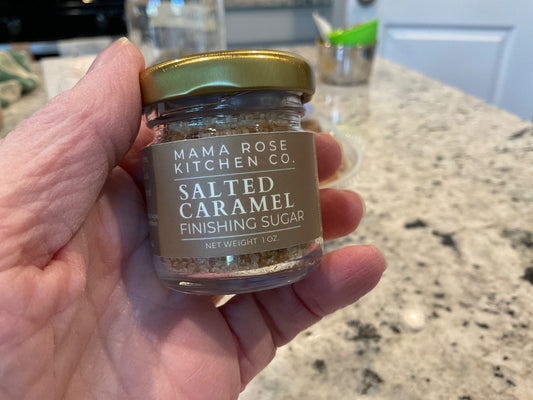 MAMA ROSE
KITCHEN CO.
SALTED
CARAMEL
FINISHING SUGAR
NET WEIGHT 1 OZ.